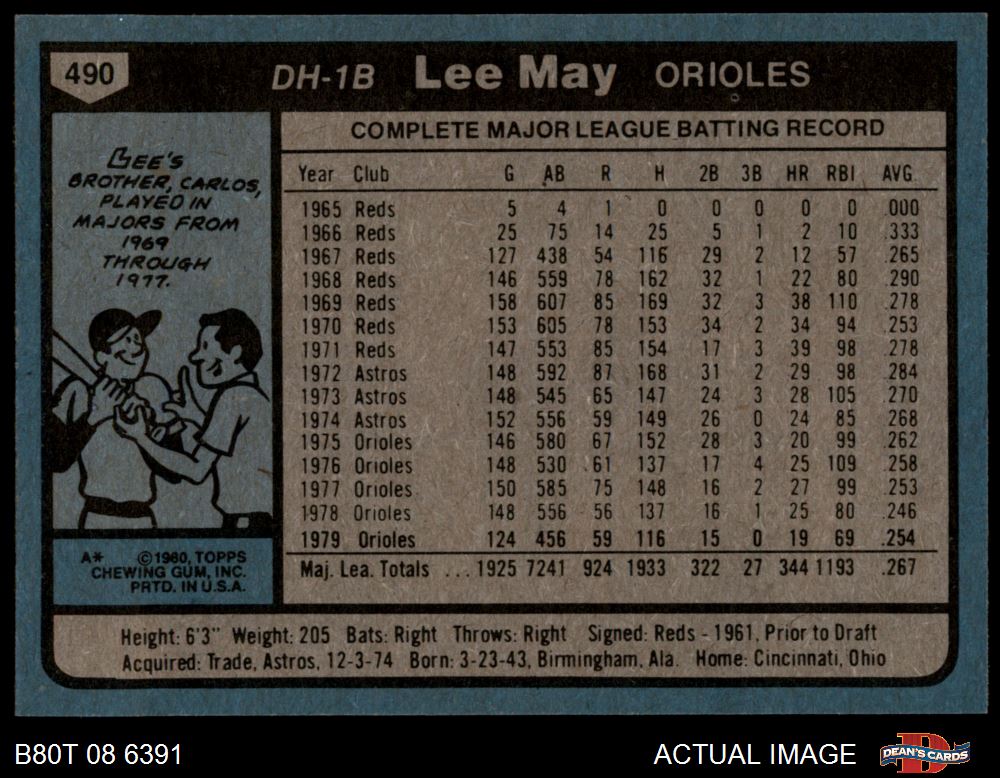 490 DH-1B Lee May ORIOLES
LEE'S
BROTHER, CARLOS,
PLAYED IN
MAJORS FROM
1969
THROUGH
1977.
A* ©1980, TOPPS
CHEWING GUM, INC.
PRTD. IN U.S.A.
COMPLETE MAJOR LEAGUE BATTING RECORD
Year Club G AB R H 2B 3B HR RBI AVG.
1965 Reds 5 4 1 0 0 0 0 0 .000
1966 Reds 25 75 14 25 5 1 2 10 .333
1967 Reds 127 438 54 116 29 2 12 57 .265
1968 Reds 146 559 78 162 32 1 22 80 .290
1969 Reds 158 607 85 169 32 3 38 110 .278
1970 Reds 153 605 78 153 34 2 34 94 .253
1971 Reds 147 553 85 154 17 3 39 98 .278
1972 Astros 148 592 87 168 31 2 29 98 .284
1973 Astros 148 545 65 147 24 3 28 105 .270
1974 Astros 152 556 59 149 26 0 24 85 .268
1975 Orioles 146 580 67 152 28 3 20 99 .262
1976 Orioles 148 530 61 137 17 4 25 109 .258
1977 Orioles 150 585 75 148 16 2 27 99 .253
1978 Orioles 148 556 56 137 16 1 25 80 .246
1979 Orioles 124 456 59 116 15 0 19 69 .254
Maj. Lea. Totals ...1925 7241 924 1933 322 27 344 1193 .267
Height: 6'3" Weight: 205 Bats: Right Throws: Right Signed: Reds - 1961, Prior to Draft
Acquired: Trade, Astros, 12-3-74 Born: 3-23-43, Birmingham, Ala. Home: Cincinnati, Ohio
B80T 08 6391 ACTUAL IMAGE DEAN'S CARDS